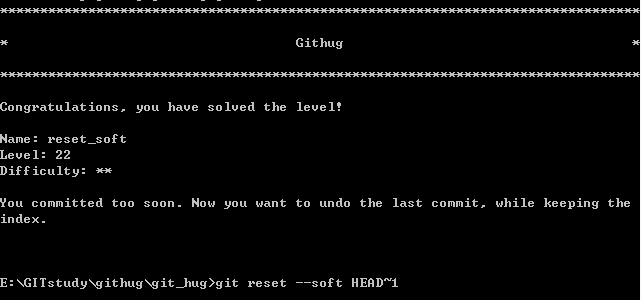 ********************************************************************************
* Githug *
********************************************************************************
Congratulations, you have solved the level!
Name: reset_soft
Level: 22
Difficulty: **
You committed too soon. Now you want to undo the last commit, while keeping the
index.
E:\GITstudy\githug\git_hug>git reset --soft HEAD~1